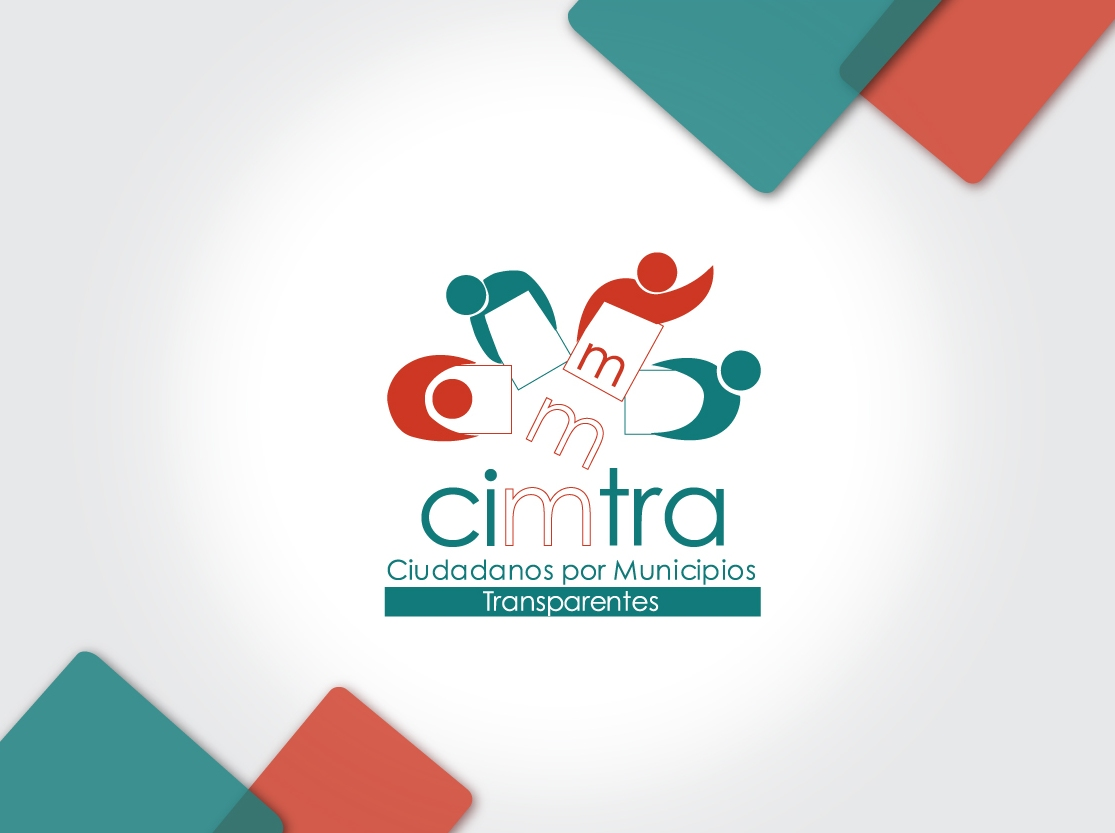 m
m
cimtra
Ciudadanos por Municipios
Transparentes